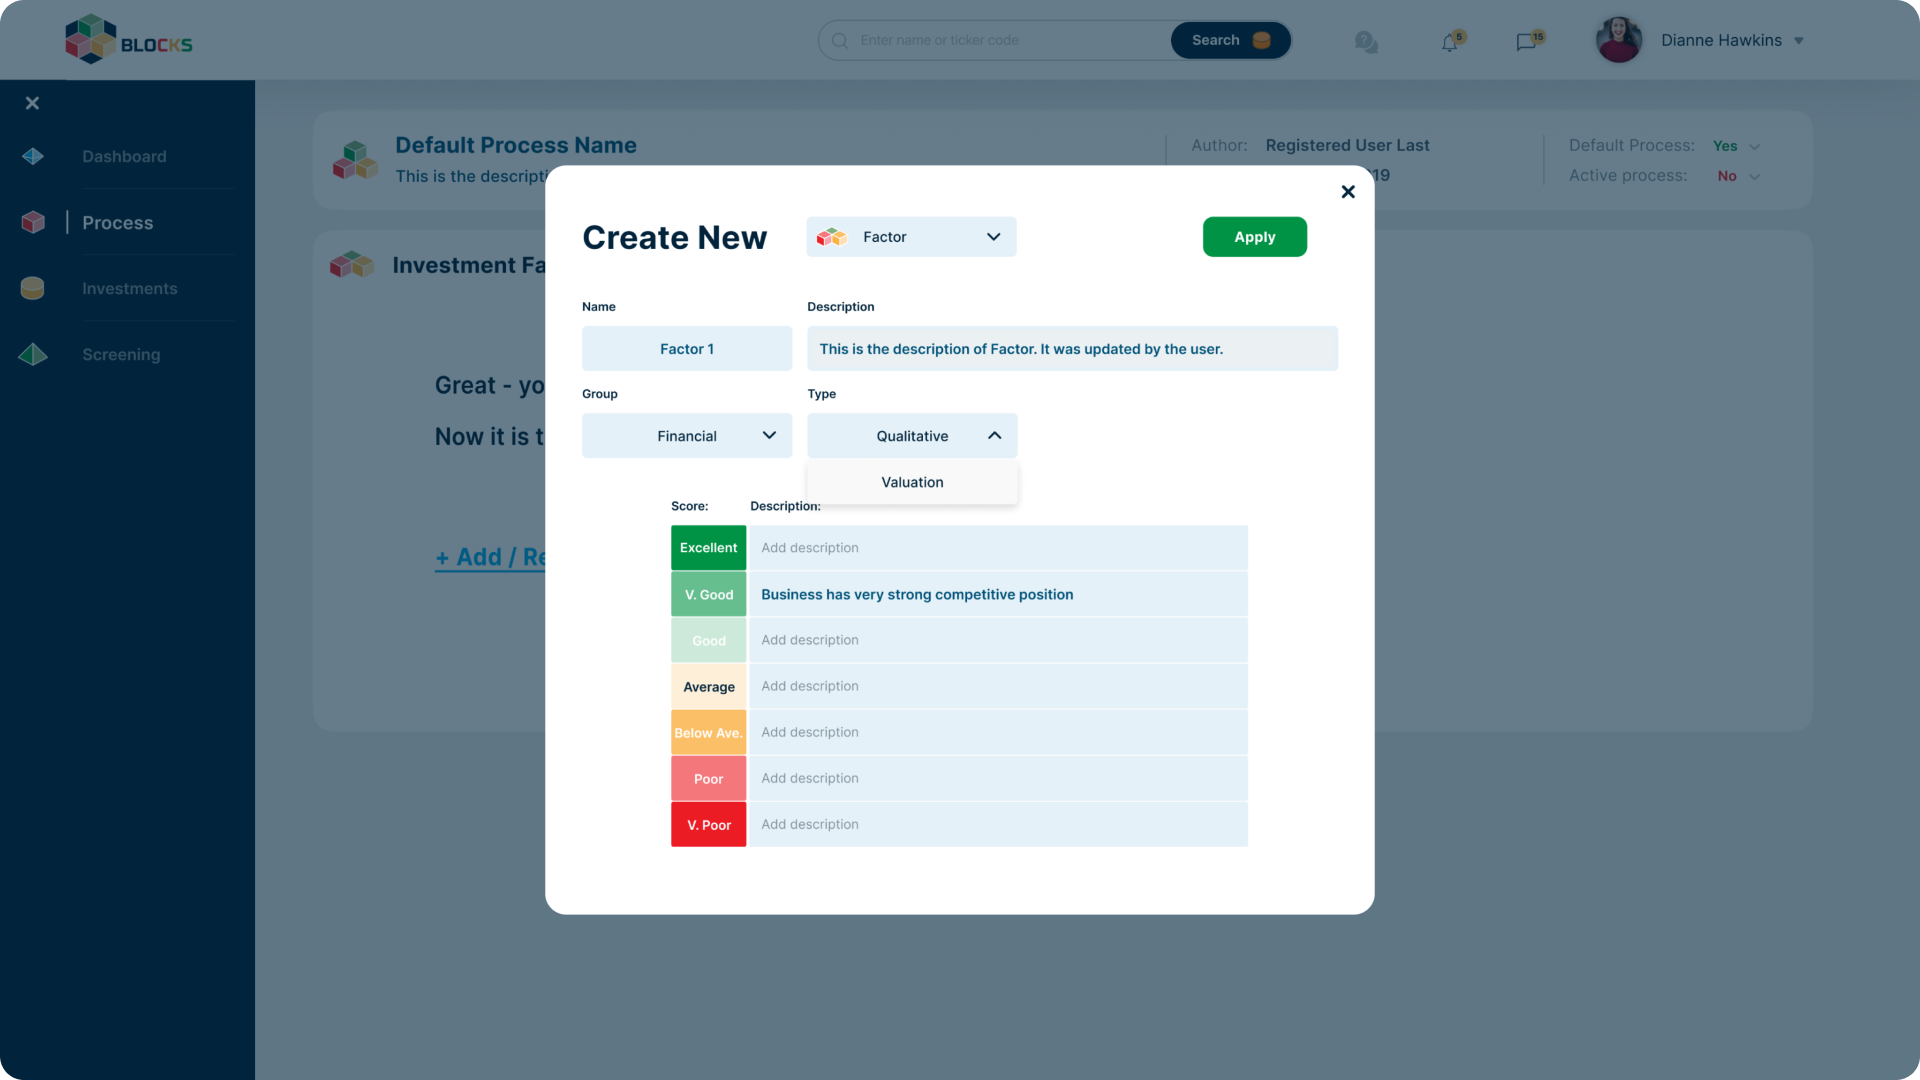 BLOCKS
Enter name or ticker code
Search
5
15
Dianne Hawkins
Dashboard
Process
Investments
Screening
Default Process Name
This is the descripti
Author: Registered User Last
19
Default Process: Yes
Active process: No
Investment Fa
Great - yo
Now it is t
+ Add / Re
Create New
Factor
Apply
Name
Description
Factor 1
This is the description of Factor. It was updated by the user.
Group
Type
Financial
Qualitative
Valuation
Score:
Description:
Excellent
Add description
V. Good
Business has very strong competitive position
Good
Add description
Average
Add description
Below Ave.
Add description
Poor
Add description
V. Poor
Add description